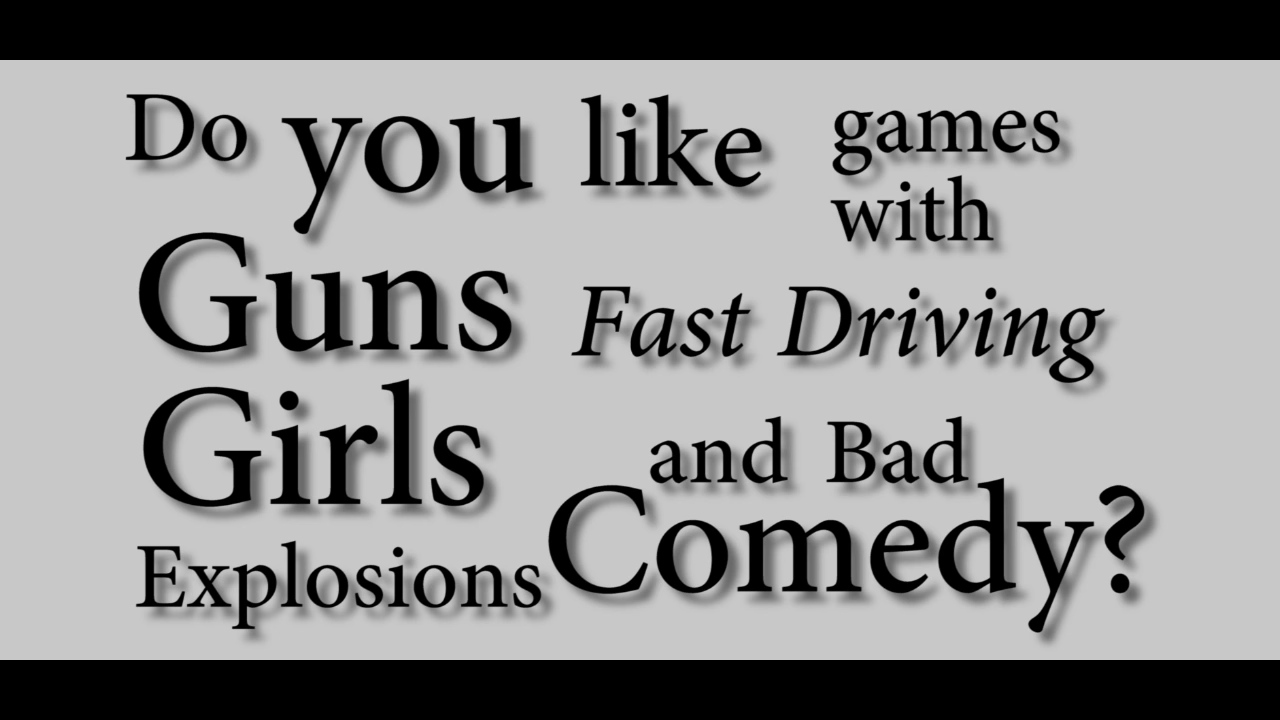 Do you like games
with
Guns Fast Driving
Girls
and Bad
Explosions Comedy?